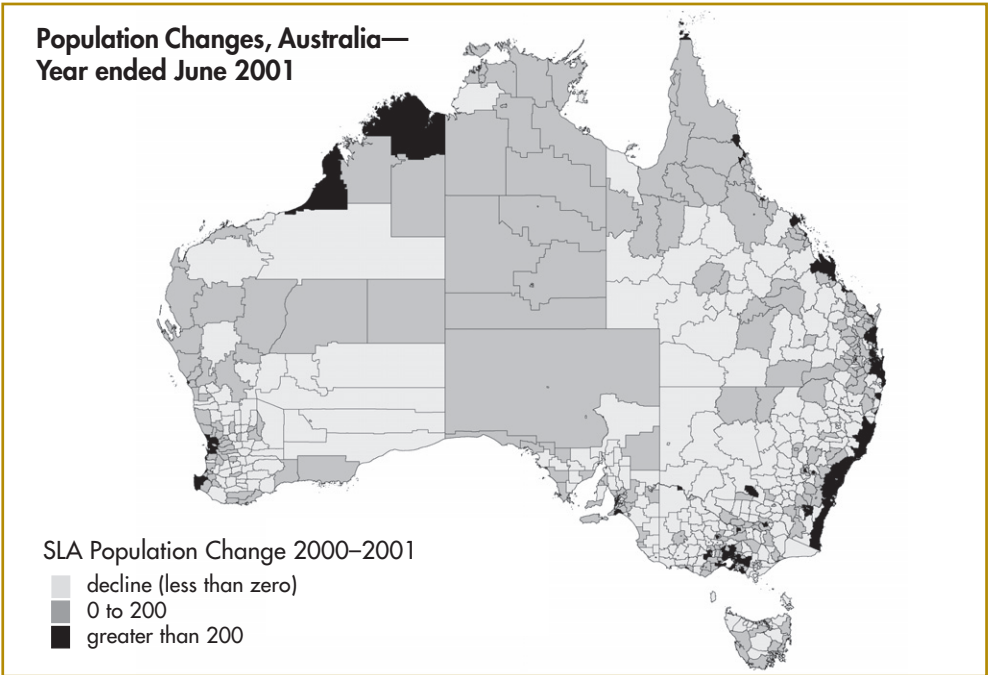 Population Changes, Australia—
Year ended June 2001
SLA Population Change 2000–2001
decline (less than zero)
0 to 200
greater than 200